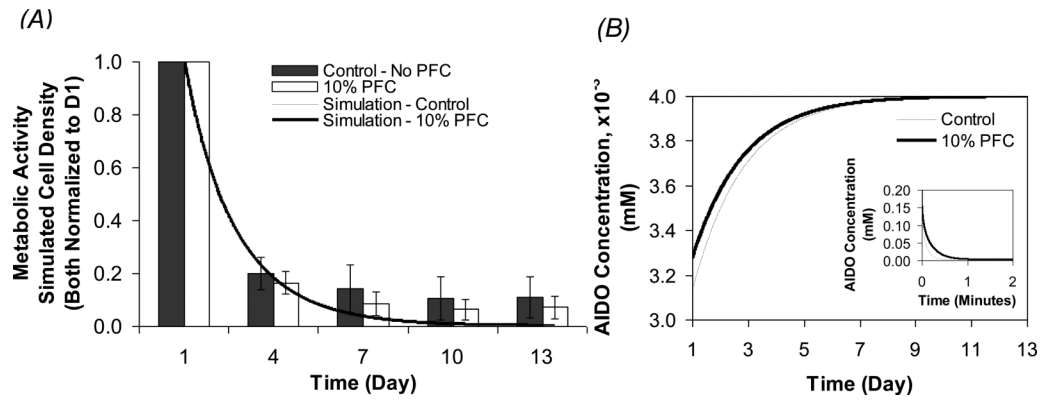 (A)
Metabolic Activity
Simulated Cell Density
(Both Normalized to D1)
1.0
0.8
0.6
0.4
0.2
0.0
Control - No PFC
10% PFC
Simulation - Control
Simulation - 10% PFC
1 4 7 10 13
Time (Day)
(B)
AIDO Concentration, x10⁻³
(mM)
4.0
3.8
3.6
3.4
3.2
3.0
Control
10% PFC
AIDO Concentration
(mM)
0.20
0.15
0.10
0.05
0.00
0 1 2
Time (Minutes)
1 3 5 7 9 11 13
Time (Day)